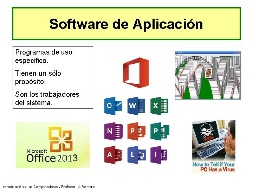 Software de Aplicación
Programas de uso
específica.
Tienen un sólo
propósito
Son los trabajadores
del sistema.
O W X
N P P
A L I
Microsoft
Office 2013
How to Tell if Your
PC Has a Virus